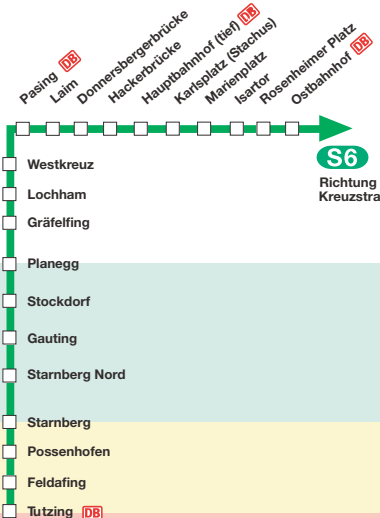 Pasing DB
Laim
Donnersbergerbrücke
Hackerbrücke
Hauptbahnhof (tief) DB
Karlsplatz (Stachus)
Marienplatz
Isartor
Rosenheimer Platz
Ostbahnhof DB
S6
Richtung
Kreuzstra
Westkreuz
Lochham
Gräfelfing
Planegg
Stockdorf
Gauting
Starnberg Nord
Starnberg
Possenhofen
Feldafing
Tutzing DB